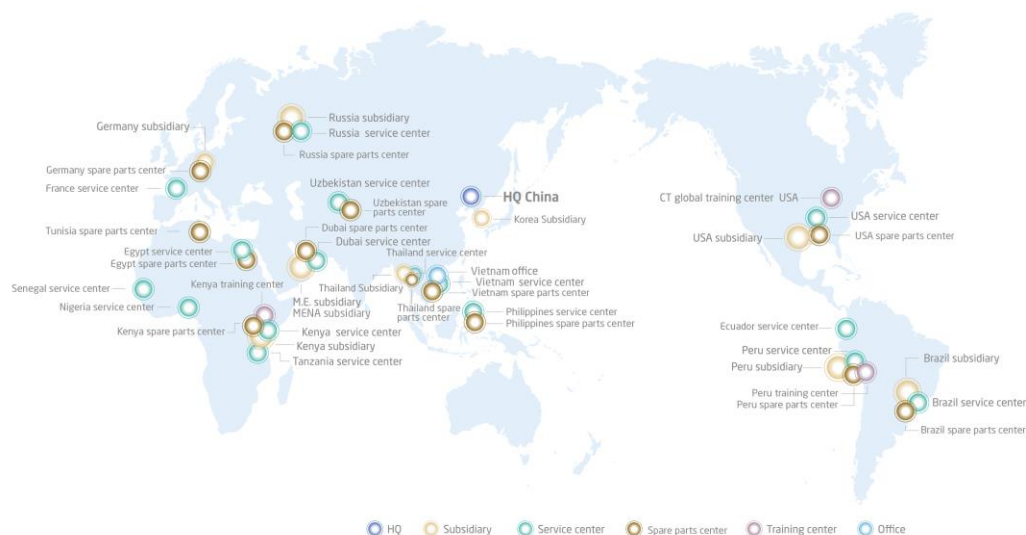 Germany subsidiary
Russia subsidiary
Russia service center
Russia spare parts center
Germany spare parts center
France service center
Uzbekistan service center
Uzbekistan spare
parts center
HQ China
Korea Subsidiary
Tunisia spare parts center
Dubai spare parts center
Dubai service center
Egypt service center
Egypt spare parts center
Thailand service center
Vietnam office
Vietnam service center
Vietnam spare parts center
Thailand Subsidiary
Thailand spare
parts center
Senegal service center
Kenya training center
M.E. subsidiary
MENA subsidiary
Nigeria service center
Philippines service center
Philippines spare parts center
Kenya spare parts center
Kenya service center
Kenya subsidiary
Tanzania service center
CT global training center USA
USA service center
USA subsidiary
USA spare parts center
Ecuador service center
Peru service center
Peru subsidiary
Brazil subsidiary
Peru training center
Peru spare parts center
Brazil service center
Brazil spare parts center
HQ Subsidiary Service center Spare parts center Training center Office